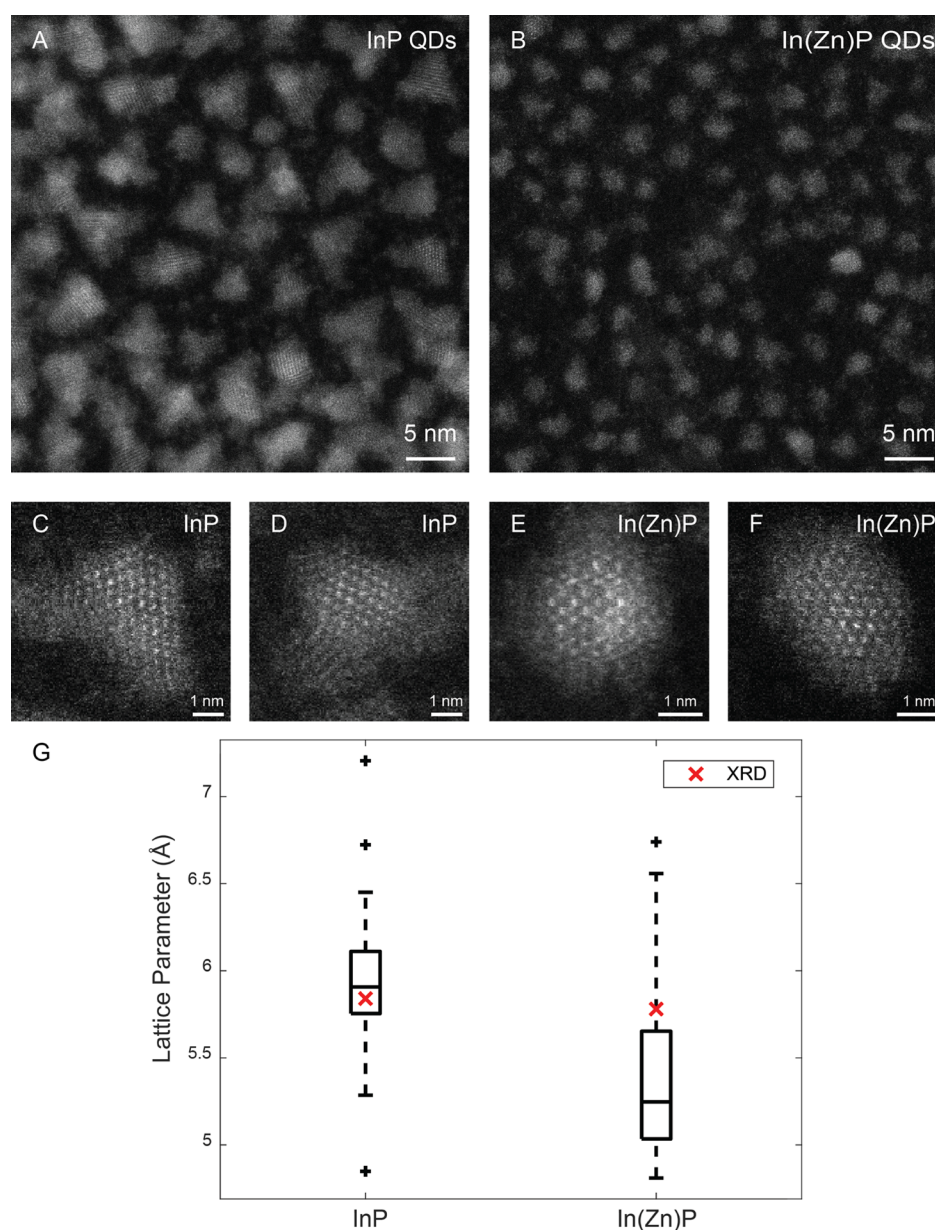 A
InP QDs
B
In(Zn)P QDs
5 nm
5 nm
C
InP
D
InP
E
In(Zn)P
F
In(Zn)P
1 nm
1 nm
1 nm
1 nm
G
XRD
7
6.5
6
5.5
5
Lattice Parameter (Å)
InP
In(Zn)P